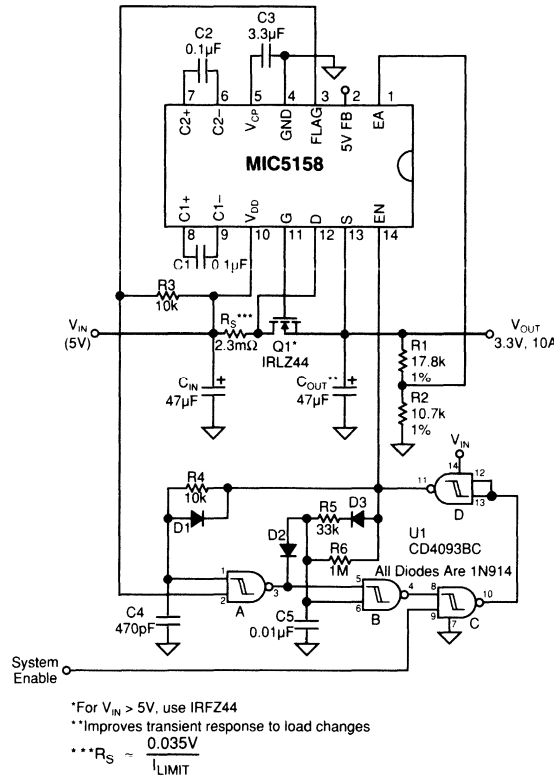 C2
0.1µF
C3
3.3µF
7 6 5 4 3 2 1
C2+ C2– VCP GND FLAG 5V FB EA
MIC5158
C1+ C1– VDD G D S EN
8 9 10 11 12 13 14
C1 0.1µF
R3
10k
VIN
(5V)
RS***
2.3mΩ
Q1*
IRLZ44
VOUT
3.3V, 10A
R1
17.8k
1%
CIN
47µF
COUT**
47µF
R2
10.7k
1%
VIN
14
11 12
13
D
R4
10k
D1
R5
33k
D3
D2
R6
1M
U1
CD4093BC
All Diodes Are 1N914
1
2
3
A
5
6
4
B
8
9
10
7
C
C4
470pF
C5
0.01µF
System
Enable
*For VIN > 5V, use IRFZ44
**Improves transient response to load changes
***RS ≈ 0.035V
ILIMIT